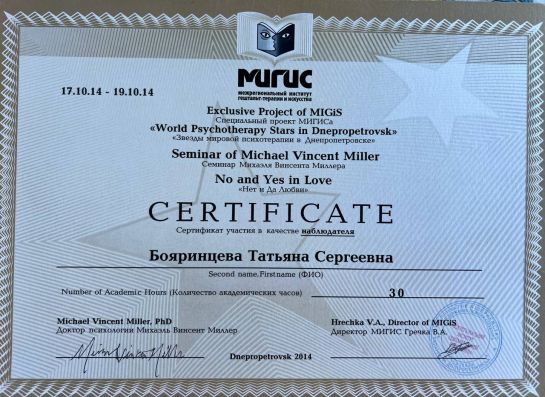 МИГИС
межрегиональный институт
гештальт-терапии и искусства
17.10.14 - 19.10.14
Exclusive Project of MIGiS
Специальный проект МИГИСа
«World Psychotherapy Stars in Dnepropetrovsk»
«Звезды мировой психотерапии в Днепропетровске»
Seminar of Michael Vincent Miller
Семинар Михаэля Винсента Миллера
No and Yes in Love
«Нет и Да Любви»
CERTIFICATE
Сертификат участия в качестве наблюдателя
Бояринцева Татьяна Сергеевна
Second name, Firstname (ФИО)
Number of Academic Hours (Количество академических часов) 30
Michael Vincent Miller, PhD
Доктор психологии Михаэль Винсент Миллер
Hrechka V.A., Director of MIGiS
Директор МИГИС Гречка В.А.
Dnepropetrovsk 2014